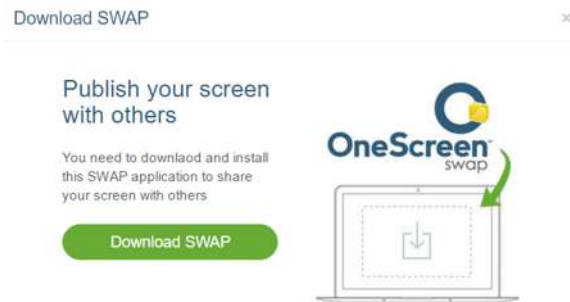 Download SWAP
Publish your screen
with others
You need to downlaod and install
this SWAP application to share
your screen with others
Download SWAP
OneScreen
swap